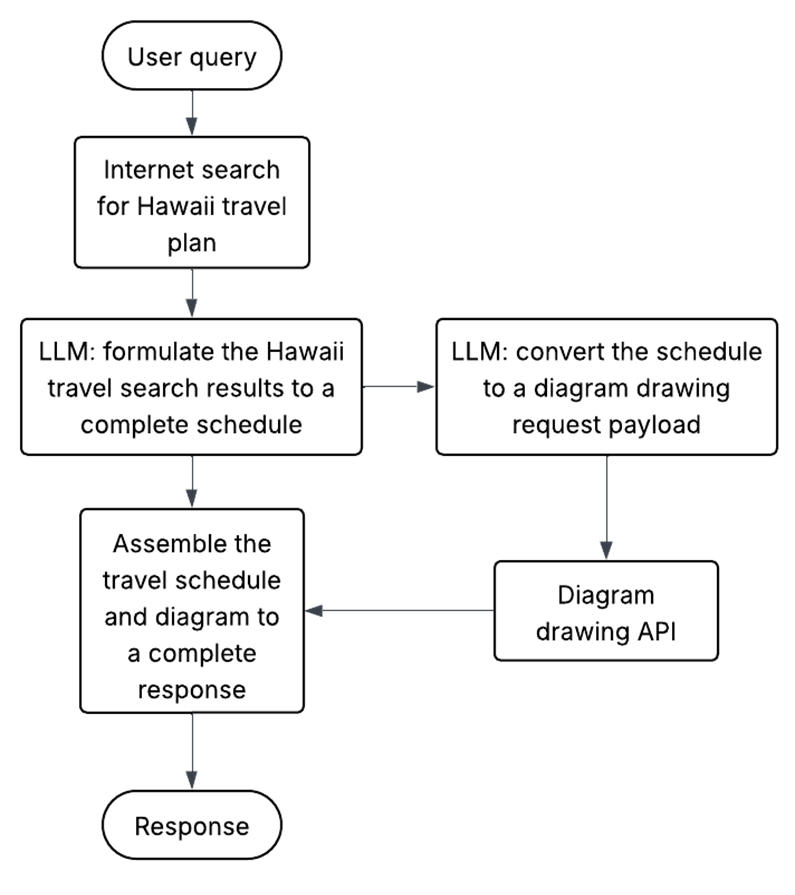 User query
Internet search
for Hawaii travel
plan
LLM: formulate the Hawaii
travel search results to a
complete schedule
LLM: convert the schedule
to a diagram drawing
request payload
Assemble the
travel schedule
and diagram to
a complete
response
Diagram
drawing API
Response